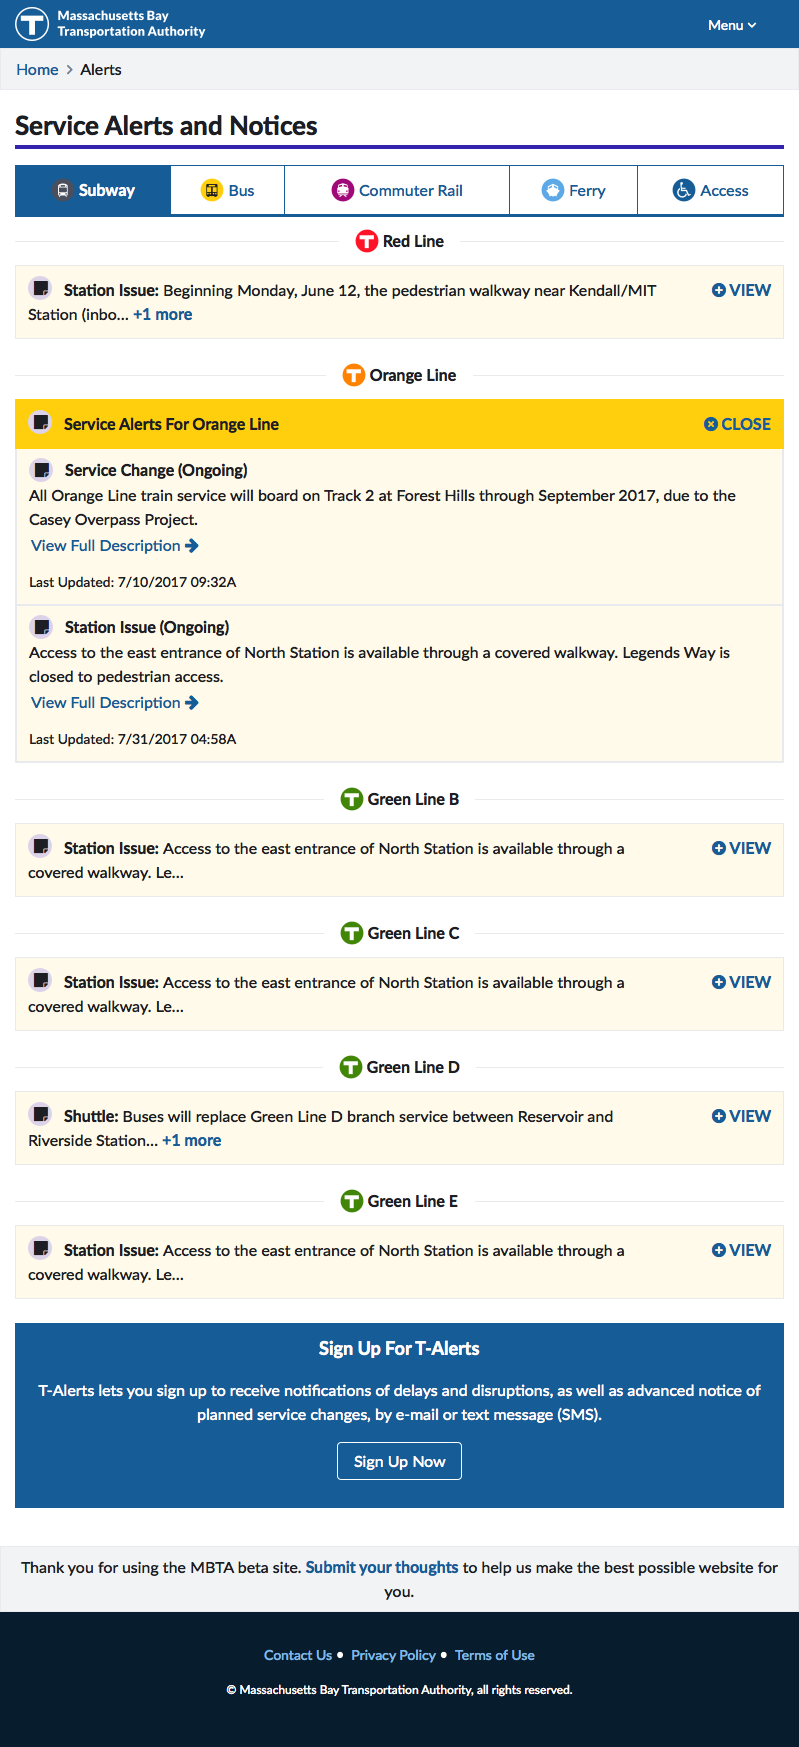 Massachusetts Bay
Transportation Authority
Menu
Home > Alerts
Service Alerts and Notices
Subway
Bus
Commuter Rail
Ferry
Access
T Red Line
Station Issue: Beginning Monday, June 12, the pedestrian walkway near Kendall/MIT
Station (inbo... +1 more
VIEW
T Orange Line
Service Alerts For Orange Line
CLOSE
Service Change (Ongoing)
All Orange Line train service will board on Track 2 at Forest Hills through September 2017, due to the
Casey Overpass Project.
View Full Description
Last Updated: 7/10/2017 09:32A
Station Issue (Ongoing)
Access to the east entrance of North Station is available through a covered walkway. Legends Way is
closed to pedestrian access.
View Full Description
Last Updated: 7/31/2017 04:58A
T Green Line B
Station Issue: Access to the east entrance of North Station is available through a
covered walkway. Le...
VIEW
T Green Line C
Station Issue: Access to the east entrance of North Station is available through a
covered walkway. Le...
VIEW
T Green Line D
Shuttle: Buses will replace Green Line D branch service between Reservoir and
Riverside Station... +1 more
VIEW
T Green Line E
Station Issue: Access to the east entrance of North Station is available through a
covered walkway. Le...
VIEW
Sign Up For T-Alerts
T-Alerts lets you sign up to receive notifications of delays and disruptions, as well as advanced notice of
planned service changes, by e-mail or text message (SMS).
Sign Up Now
Thank you for using the MBTA beta site. Submit your thoughts to help us make the best possible website for
you.
Contact Us • Privacy Policy • Terms of Use
© Massachusetts Bay Transportation Authority, all rights reserved.